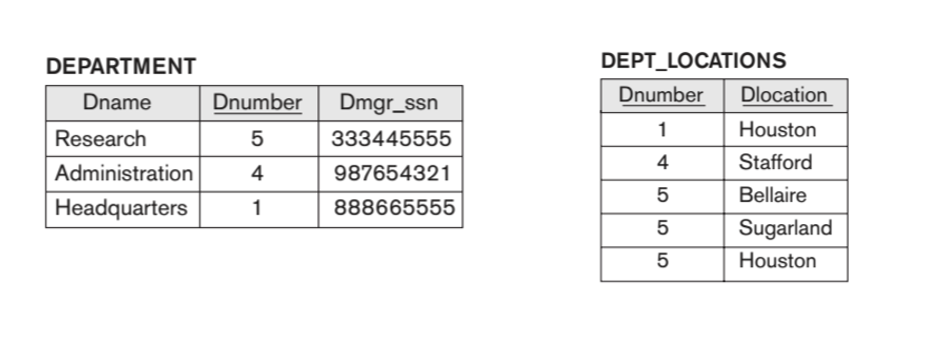 DEPARTMENT
Dname Dnumber Dmgr_ssn
Research 5 333445555
Administration 4 987654321
Headquarters 1 888665555
DEPT_LOCATIONS
Dnumber Dlocation
1 Houston
4 Stafford
5 Bellaire
5 Sugarland
5 Houston